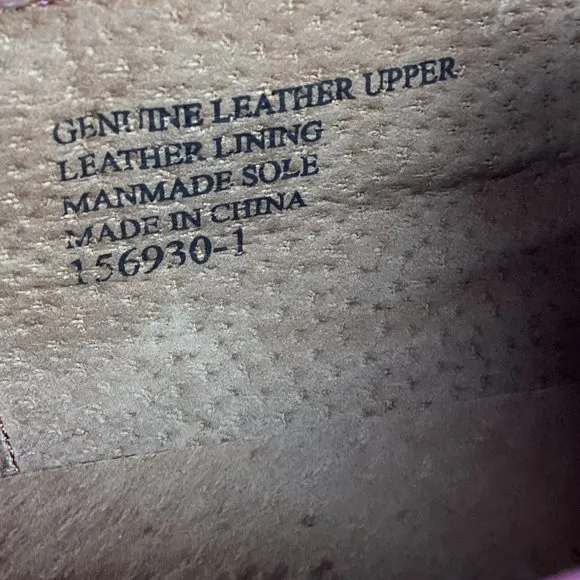 GENUINE LEATHER UPPER
LEATHER LINING
MANMADE SOLE
MADE IN CHINA
156930-1